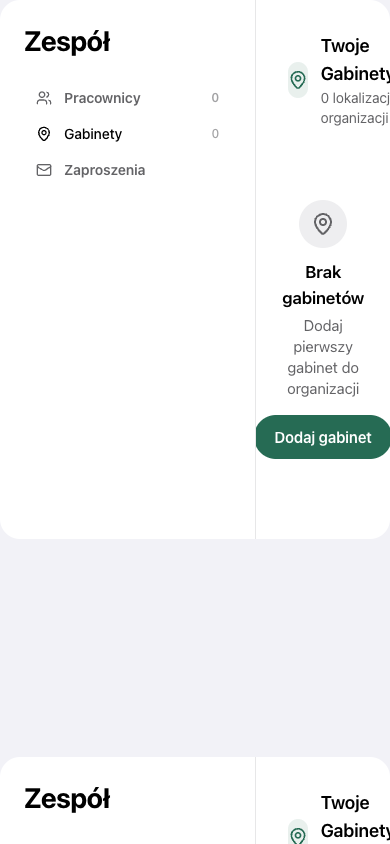 Zespół
Pracownicy 0
Gabinety 0
Zaproszenia
Twoje
Gabinety
0 lokalizacj
organizacji
Brak
gabinetów
Dodaj
pierwszy
gabinet do
organizacji
Dodaj gabinet
Zespół
Twoje
Gabinety